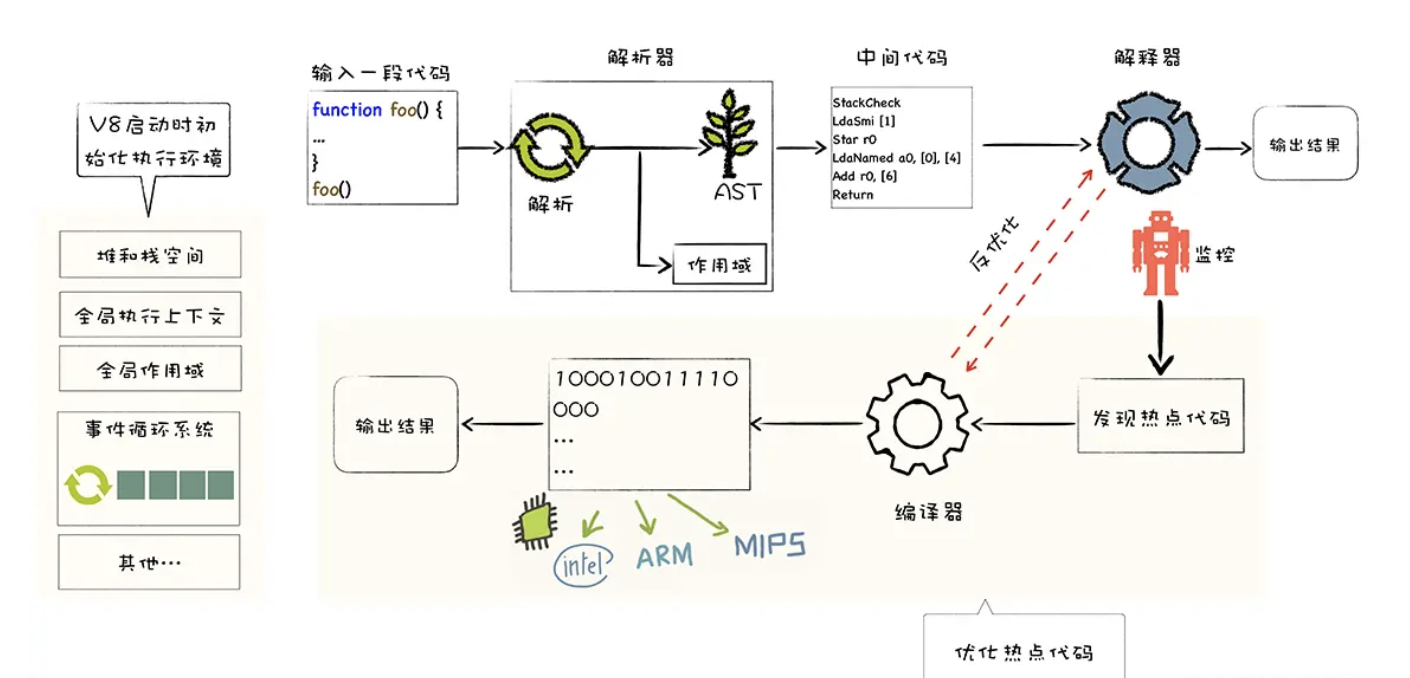 V8启动时初
始化执行环境
堆和栈空间
全局执行上下文
全局作用域
事件循环系统
其他…
输入一段代码
function foo() {
...
}
foo()
解析器
解析
AST
作用域
中间代码
StackCheck
LdaSmi [1]
Star r0
LdaNamed a0, [0], [4]
Add r0, [6]
Return
解释器
输出结果
反优化
监控
发现热点代码
编译器
100010011110
000
...
...
输出结果
intel
ARM
MIPS
优化热点代码